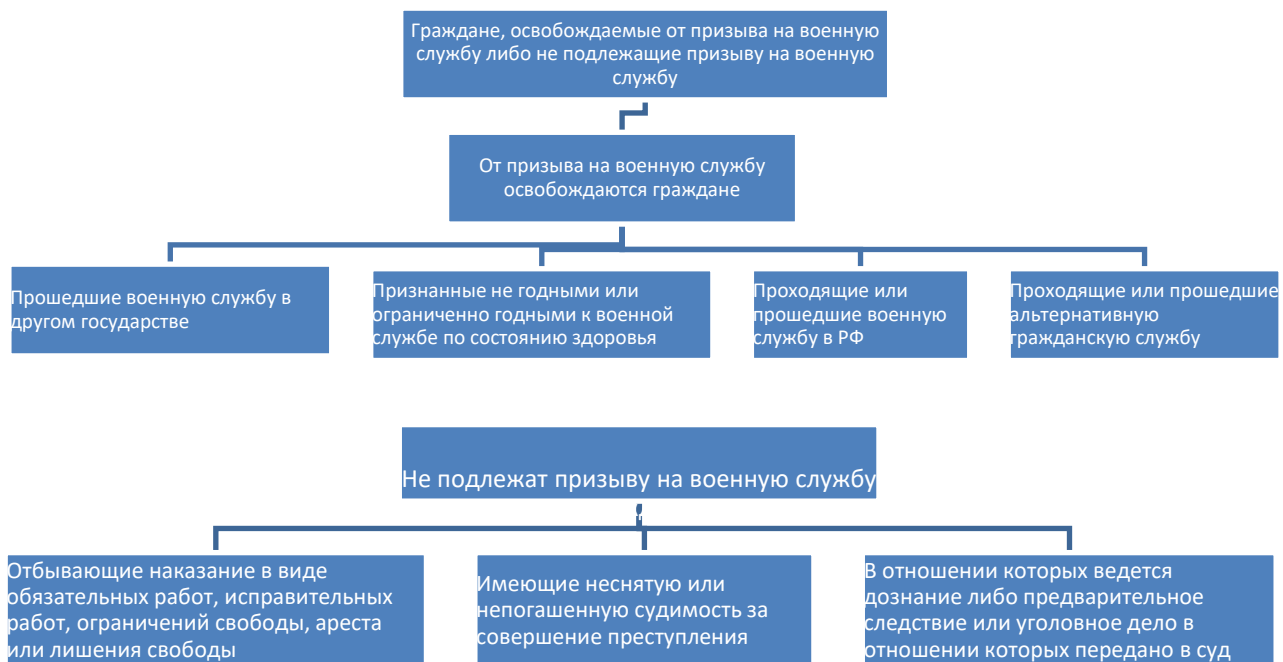 Граждане, освобождаемые от призыва на военную
службу либо не подлежащие призыву на военную
службу
От призыва на военную службу
освобождаются граждане
Прошедшие военную службу в
другом государстве
Признанные не годными или
ограниченно годными к военной
службе по состоянию здоровья
Проходящие или
прошедшие военную
службу в РФ
Проходящие или прошедшие
альтернативную
гражданскую службу
Не подлежат призыву на военную службу
Отбывающие наказание в виде
обязательных работ, исправительных
работ, ограничений свободы, ареста
или лишения свободы
Имеющие неснятую или
непогашенную судимость за
совершение преступления
В отношении которых ведется
дознание либо предварительное
следствие или уголовное дело в
отношении которых передано в суд